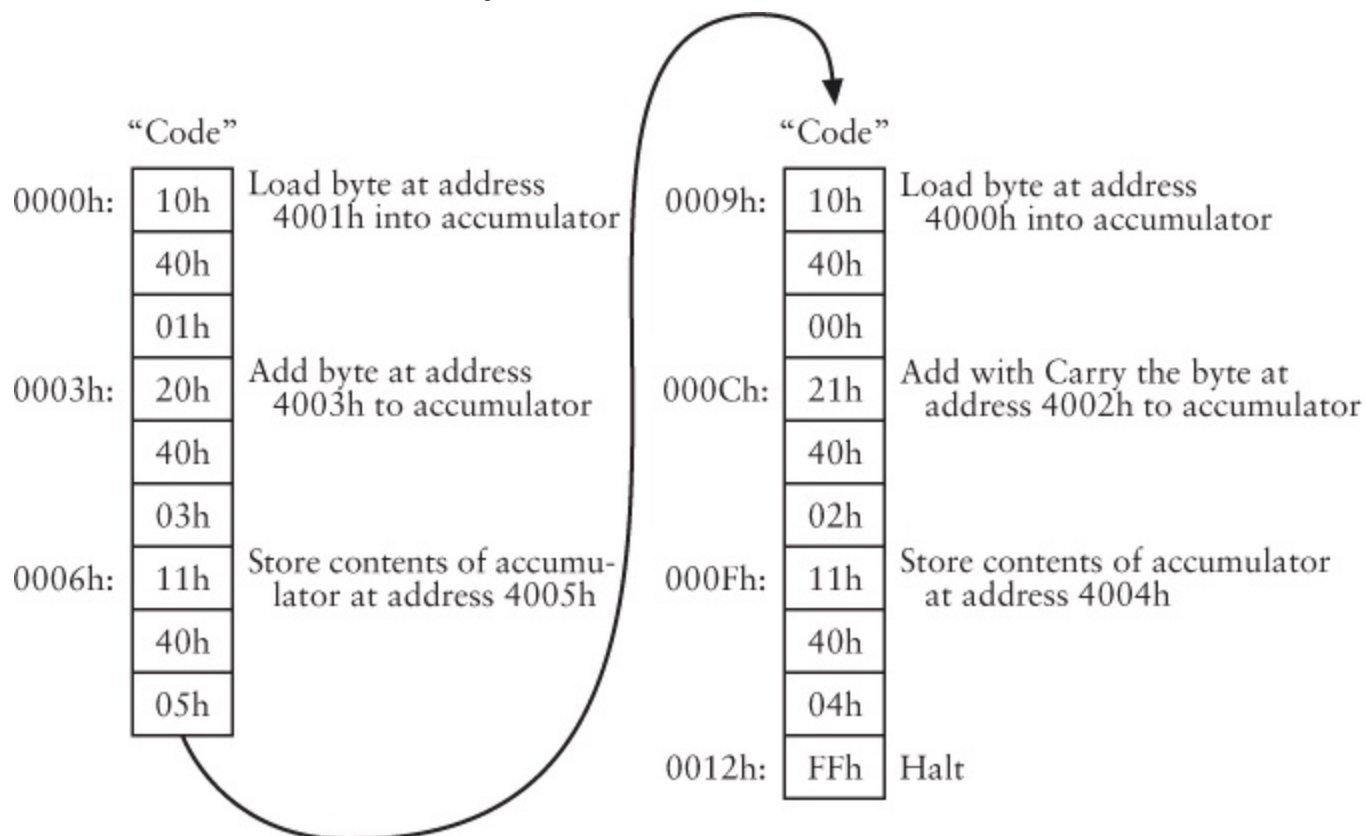 “Code”
0000h: 10h Load byte at address
4001h into accumulator
40h
01h
0003h: 20h Add byte at address
4003h to accumulator
40h
03h
0006h: 11h Store contents of accumu-
lator at address 4005h
40h
05h
“Code”
0009h: 10h Load byte at address
4000h into accumulator
40h
00h
000Ch: 21h Add with Carry the byte at
address 4002h to accumulator
40h
02h
000Fh: 11h Store contents of accumulator
at address 4004h
40h
04h
0012h: FFh Halt